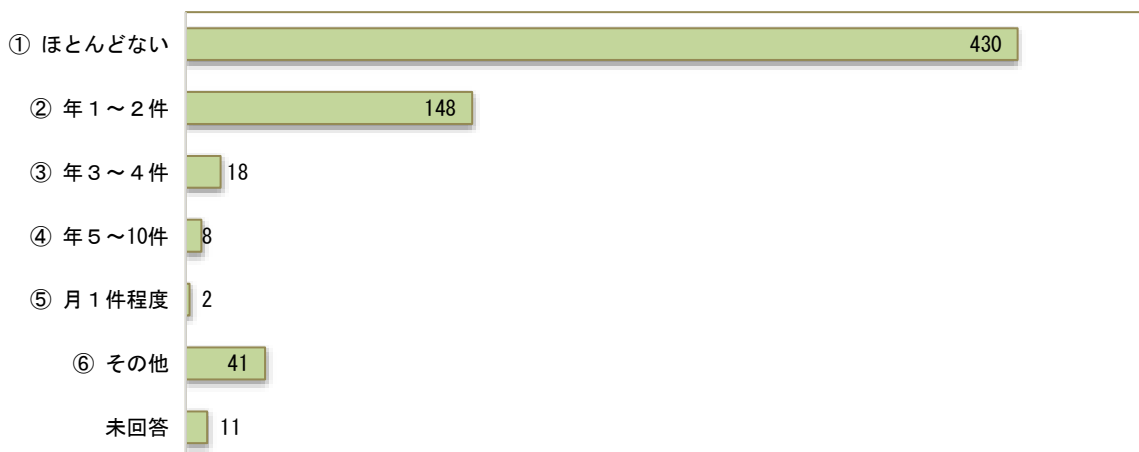 ① ほとんどない 430
② 年１～２件 148
③ 年３～４件 18
④ 年５～10件 8
⑤ 月１件程度 2
⑥ その他 41
未回答 11